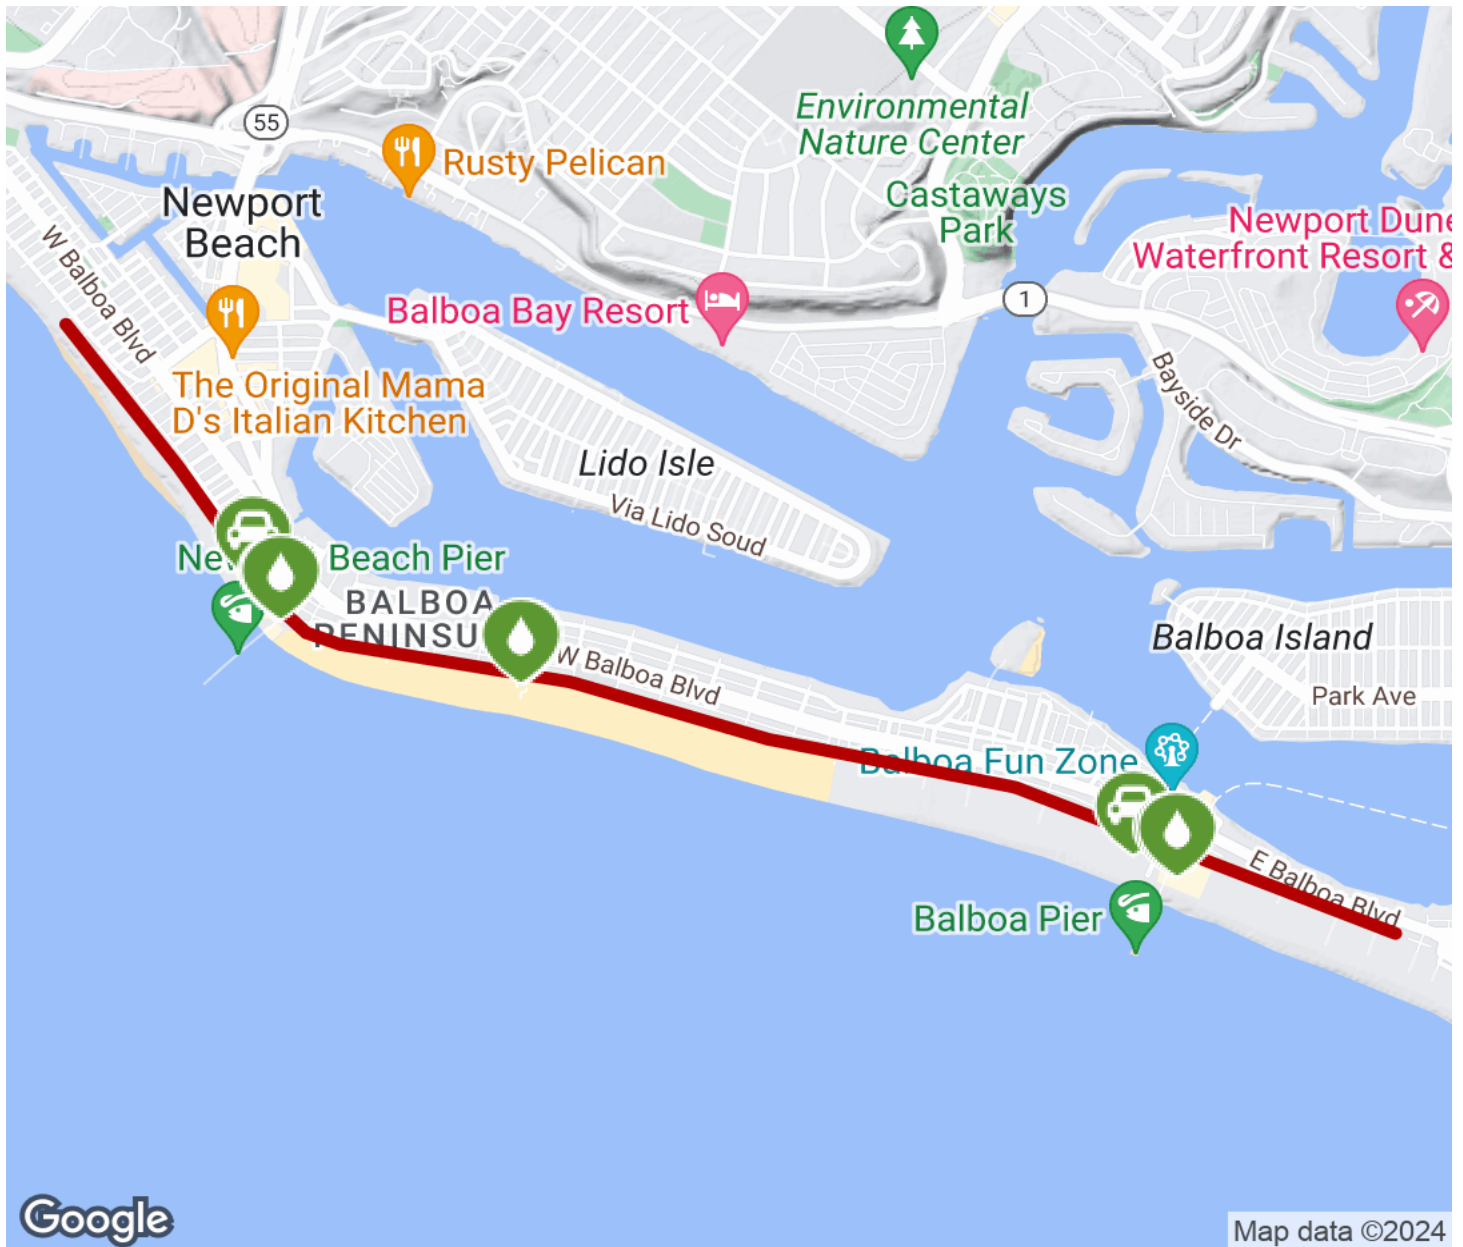 Environmental
Nature Center
55
Rusty Pelican
Castaways
Park
Newport
Beach
Newport Dune
Waterfront Resort &
W Balboa Blvd
Balboa Bay Resort
1
The Original Mama
D's Italian Kitchen
Bayside Dr
Lido Isle
Via Lido Soud
Beach Pier
BALBOA
Balboa Island
W Balboa Blvd
Park Ave
Balboa Fun Zone
E Balboa Blvd
Balboa Pier
Google
Map data ©2024